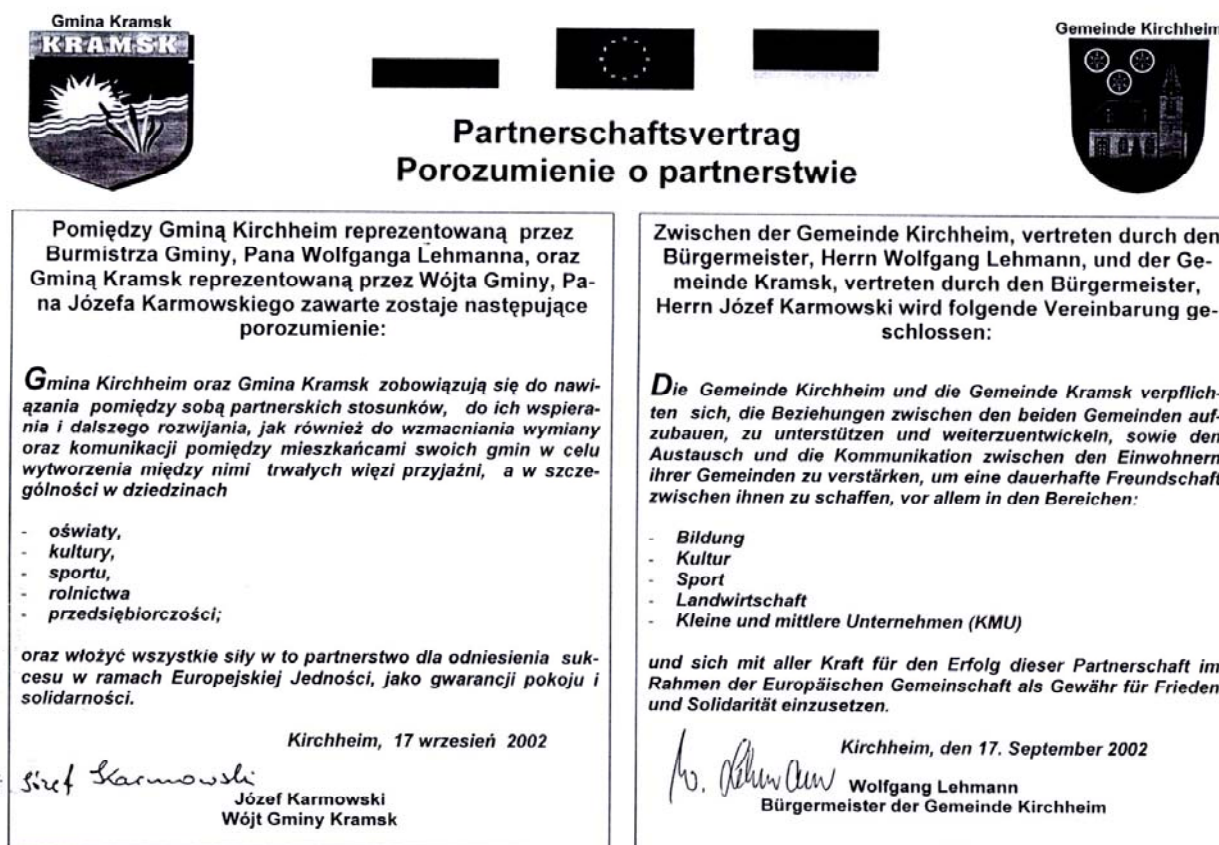 Gmina Kramsk
KRAMSK
Gemeinde Kirchheim
Partnerschaftsvertrag
Porozumienie o partnerstwie
Pomiędzy Gminą Kirchheim reprezentowaną przez
Burmistrza Gminy, Pana Wolfganga Lehmanna, oraz
Gminą Kramsk reprezentowaną przez Wójta Gminy, Pa-
na Józefa Karmowskiego zawarte zostaje następujące
porozumienie:
Gmina Kirchheim oraz Gmina Kramsk zobowiązują się do nawi-
ązania pomiędzy sobą partnerskich stosunków, do ich wspiera-
nia i dalszego rozwijania, jak również do wzmacniania wymiany
oraz komunikacji pomiędzy mieszkańcami swoich gmin w celu
wytworzenia między nimi trwałych więzi przyjaźni, a w szcze-
gólności w dziedzinach
- oświaty,
- kultury,
- sportu,
- rolnictwa
- przedsiębiorczości;
oraz włożyć wszystkie siły w to partnerstwo dla odniesienia suk-
cesu w ramach Europejskiej Jedności, jako gwarancji pokoju i
solidarności.
Kirchheim, 17 wrzesień 2002
Józef Karmowski
Józef Karmowski
Wójt Gminy Kramsk
Zwischen der Gemeinde Kirchheim, vertreten durch den
Bürgermeister, Herrn Wolfgang Lehmann, und der Ge-
meinde Kramsk, vertreten durch den Bürgermeister,
Herrn Józef Karmowski wird folgende Vereinbarung ge-
schlossen:
Die Gemeinde Kirchheim und die Gemeinde Kramsk verpflich-
ten sich, die Beziehungen zwischen den beiden Gemeinden auf-
zubauen, zu unterstützen und weiterzuentwickeln, sowie den
Austausch und die Kommunikation zwischen den Einwohnern
ihrer Gemeinden zu verstärken, um eine dauerhafte Freundschaft
zwischen ihnen zu schaffen, vor allem in den Bereichen:
- Bildung
- Kultur
- Sport
- Landwirtschaft
- Kleine und mittlere Unternehmen (KMU)
und sich mit aller Kraft für den Erfolg dieser Partnerschaft im
Rahmen der Europäischen Gemeinschaft als Gewähr für Frieden
und Solidarität einzusetzen.
Kirchheim, den 17. September 2002
W. Lehmann
Wolfgang Lehmann
Bürgermeister der Gemeinde Kirchheim